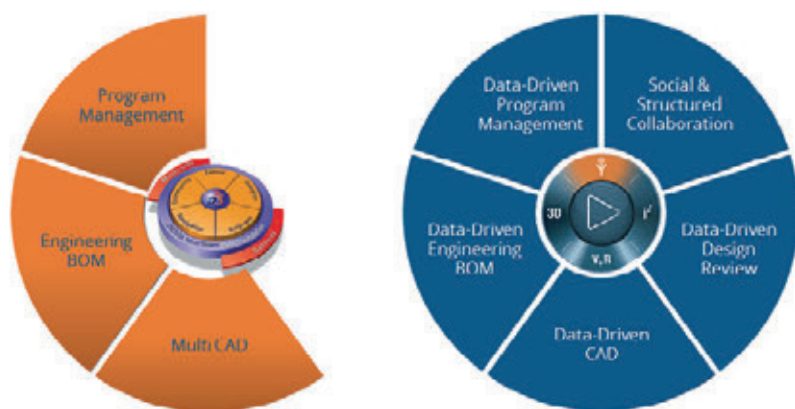 Program
Management
Engineering
BOM
Multi CAD
Data-Driven
Program
Management
Social &
Structured
Collaboration
Data-Driven
Engineering
BOM
Data-Driven
Design
Review
Data-Driven
CAD
3D
V,R